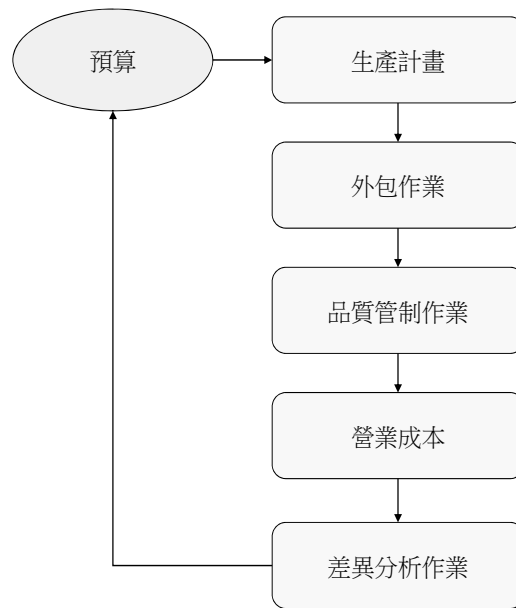 預算
生產計畫
外包作業
品質管制作業
營業成本
差異分析作業